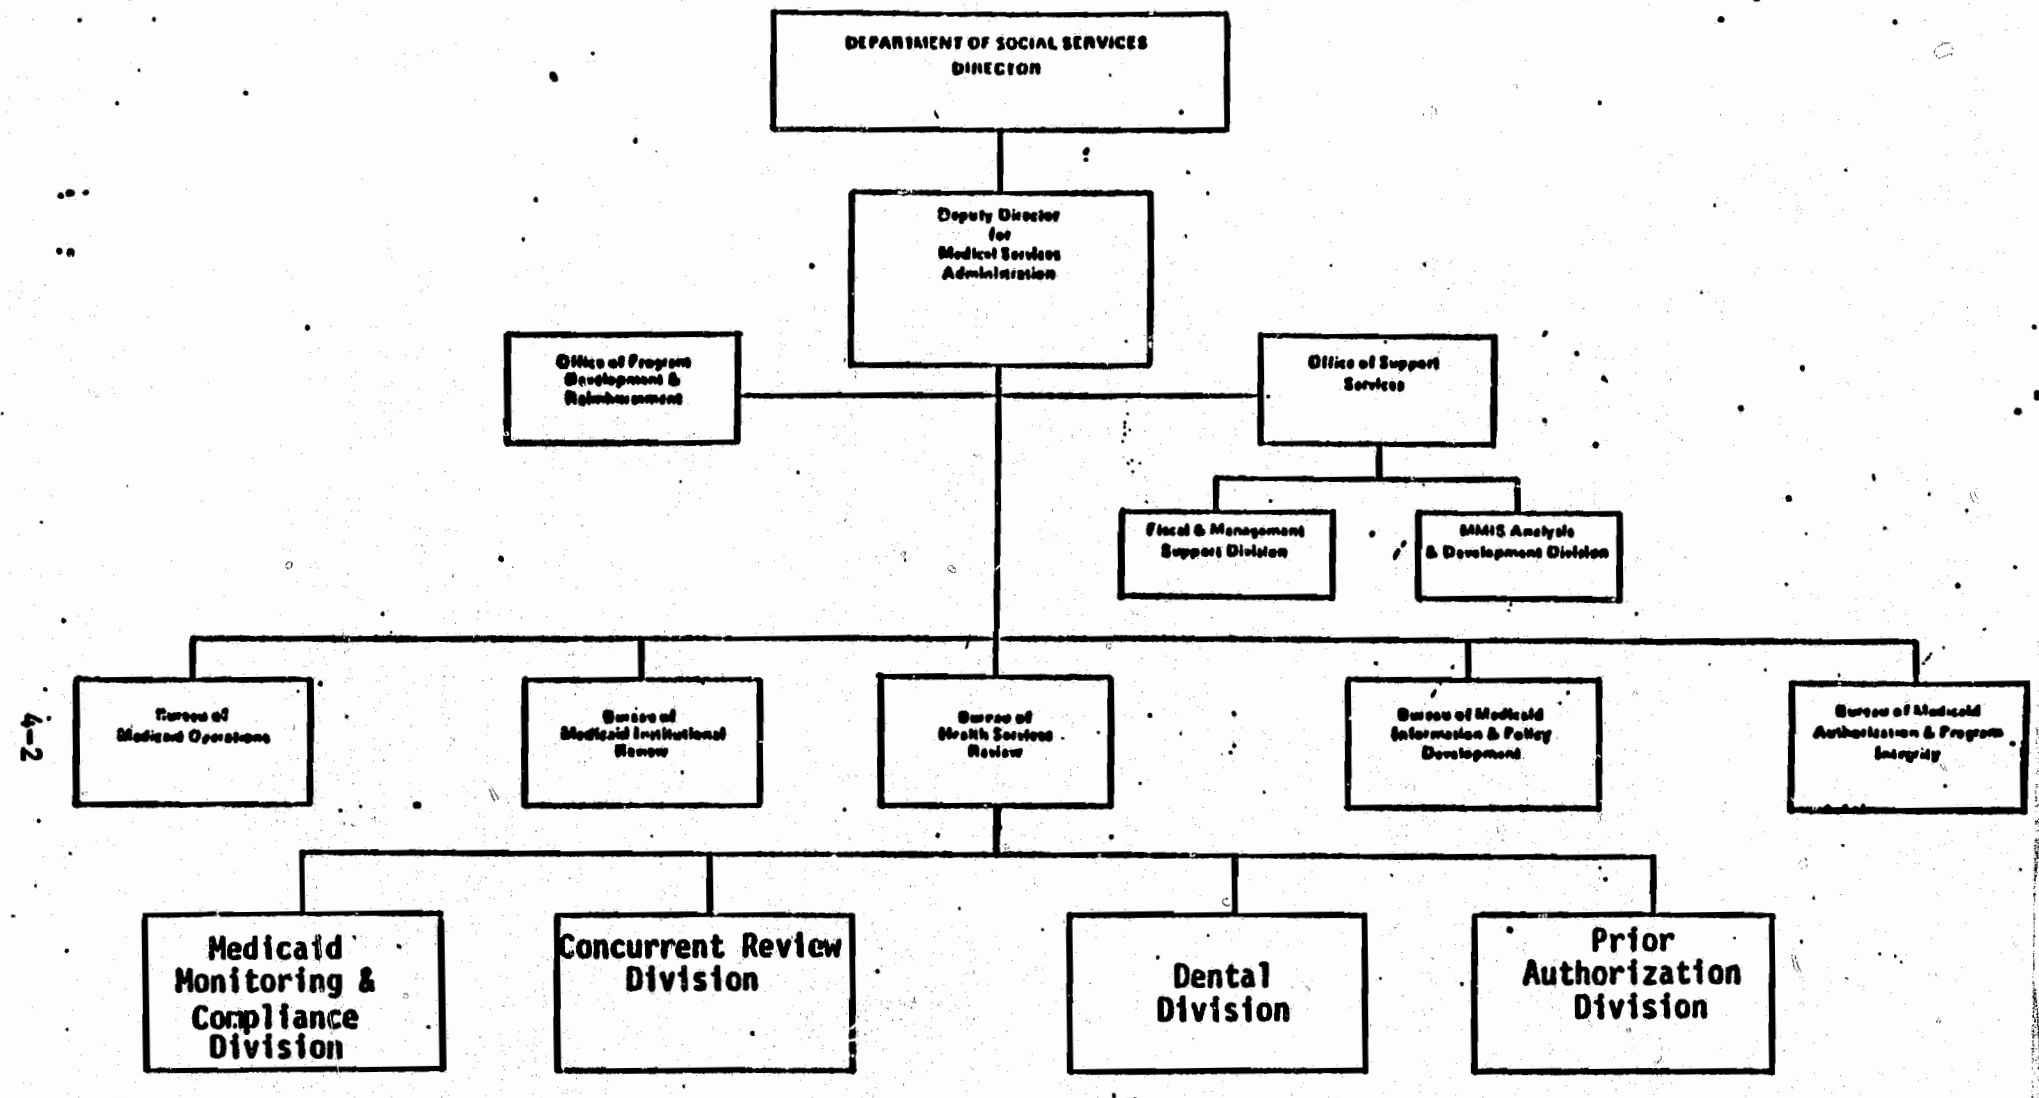 DEPARTMENT OF SOCIAL SERVICES
DIRECTOR
Deputy Director
for
Medical Services
Administration
Office of Program
Development &
Reimbursement
Office of Support
Services
Fiscal & Management
Support Division
MMIS Analysis
& Development Division
Bureau of
Medicaid Operations
Bureau of
Medicaid Institutional
Review
Bureau of
Health Services
Review
Bureau of Medicaid
Information & Policy
Development
Bureau of Medicaid
Authorization & Program
Integrity
4-2
Medicaid
Monitoring &
Compliance
Division
Concurrent Review
Division
Dental
Division
Prior
Authorization
Division